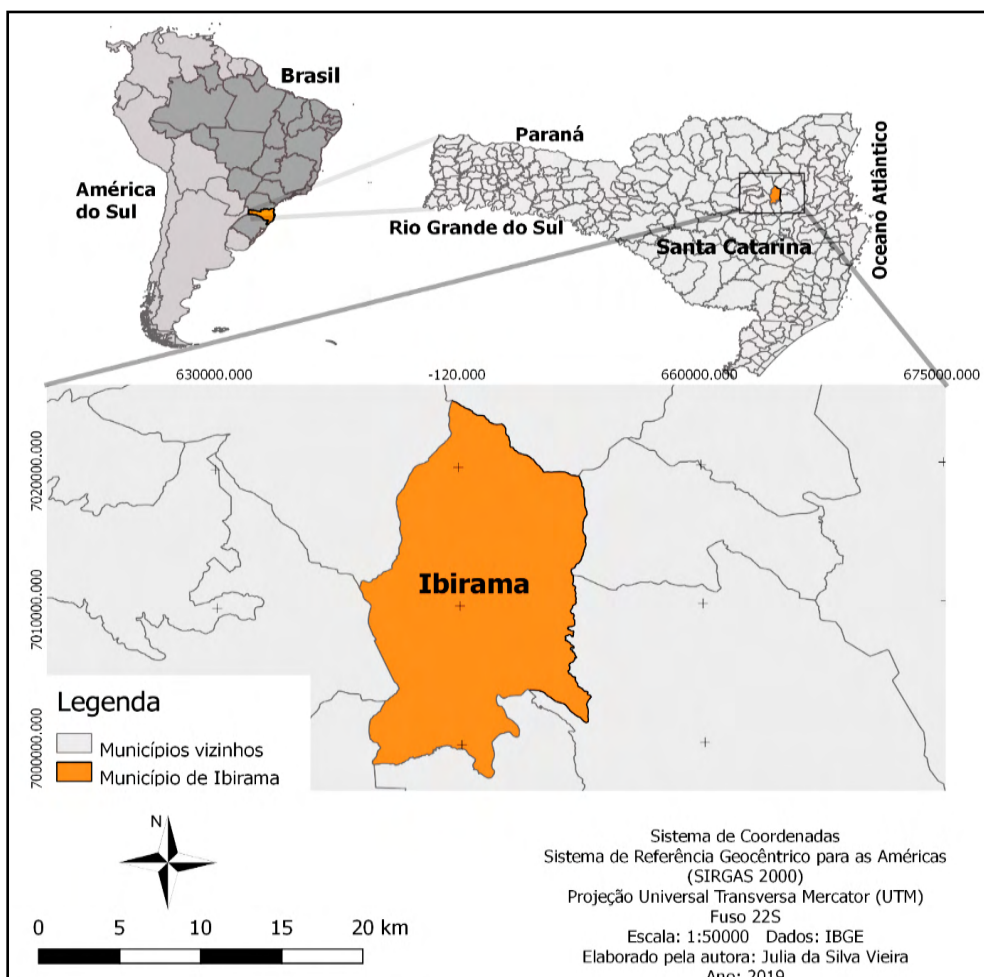 Brasil
América
do Sul
Paraná
Rio Grande do Sul
Santa Catarina
Oceano Atlântico
630000.000
-120.000
660000.000
675000.000
7020000.000
7010000.000
7000000.000
Ibirama
Legenda
Municípios vizinhos
Município de Ibirama
N
0 5 10 15 20 km
Sistema de Coordenadas
Sistema de Referência Geocêntrico para as Américas
(SIRGAS 2000)
Projeção Universal Transversa Mercator (UTM)
Fuso 22S
Escala: 1:50000 Dados: IBGE
Elaborado pela autora: Julia da Silva Vieira
Ano: 2019